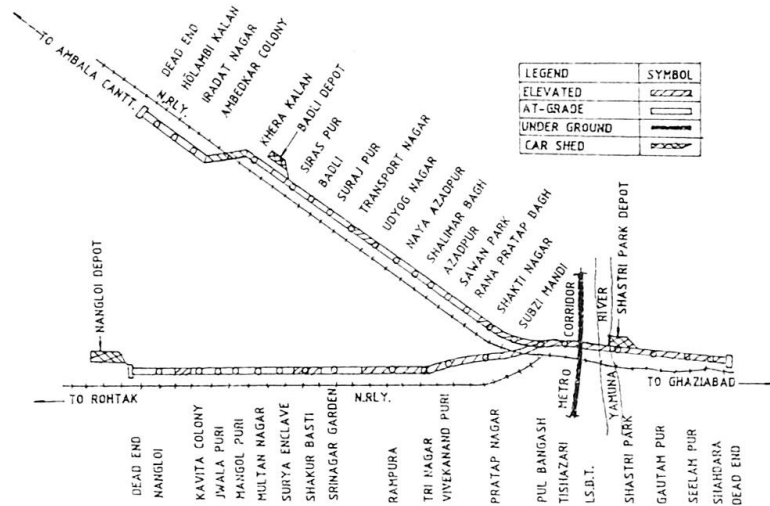 TO AMBALA CANTT.
N.RLY.
DEAD END
HOLAMBI KALAN
IRADAT NAGAR
AMBEDKAR COLONY
KHERA KALAN
BADLI DEPOT
SIRAS PUR
BADLI
SURAJ PUR
TRANSPORT NAGAR
UDYOG NAGAR
NAYA AZADPUR
SHALIMAR BAGH
AZADPUR
SAWAN PARK
RANA PRATAP BAGH
SHAKTI NAGAR
SUBZI MANDI
LEGEND SYMBOL
ELEVATED
AT-GRADE
UNDER GROUND
CAR SHED
METRO CORRIDOR
YAMUNA RIVER
SHASTRI PARK DEPOT
NANGLOI DEPOT
TO ROHTAK
N.RLY.
TO GHAZIABAD
DEAD END
NANGLOI
KAVITA COLONY
JWALA PURI
MANGOL PURI
MULTAN NAGAR
SURYA ENCLAVE
SHAKUR BASTI
SRINAGAR GARDEN
RAMPURA
TRI NAGAR
VIVEKANAND PURI
PRATAP NAGAR
PUL BANGASH
TISHAZARI
I.S.B.T.
SHASTRI PARK
GAUTAM PUR
SEELAM PUR
SHAHDARA
DEAD END